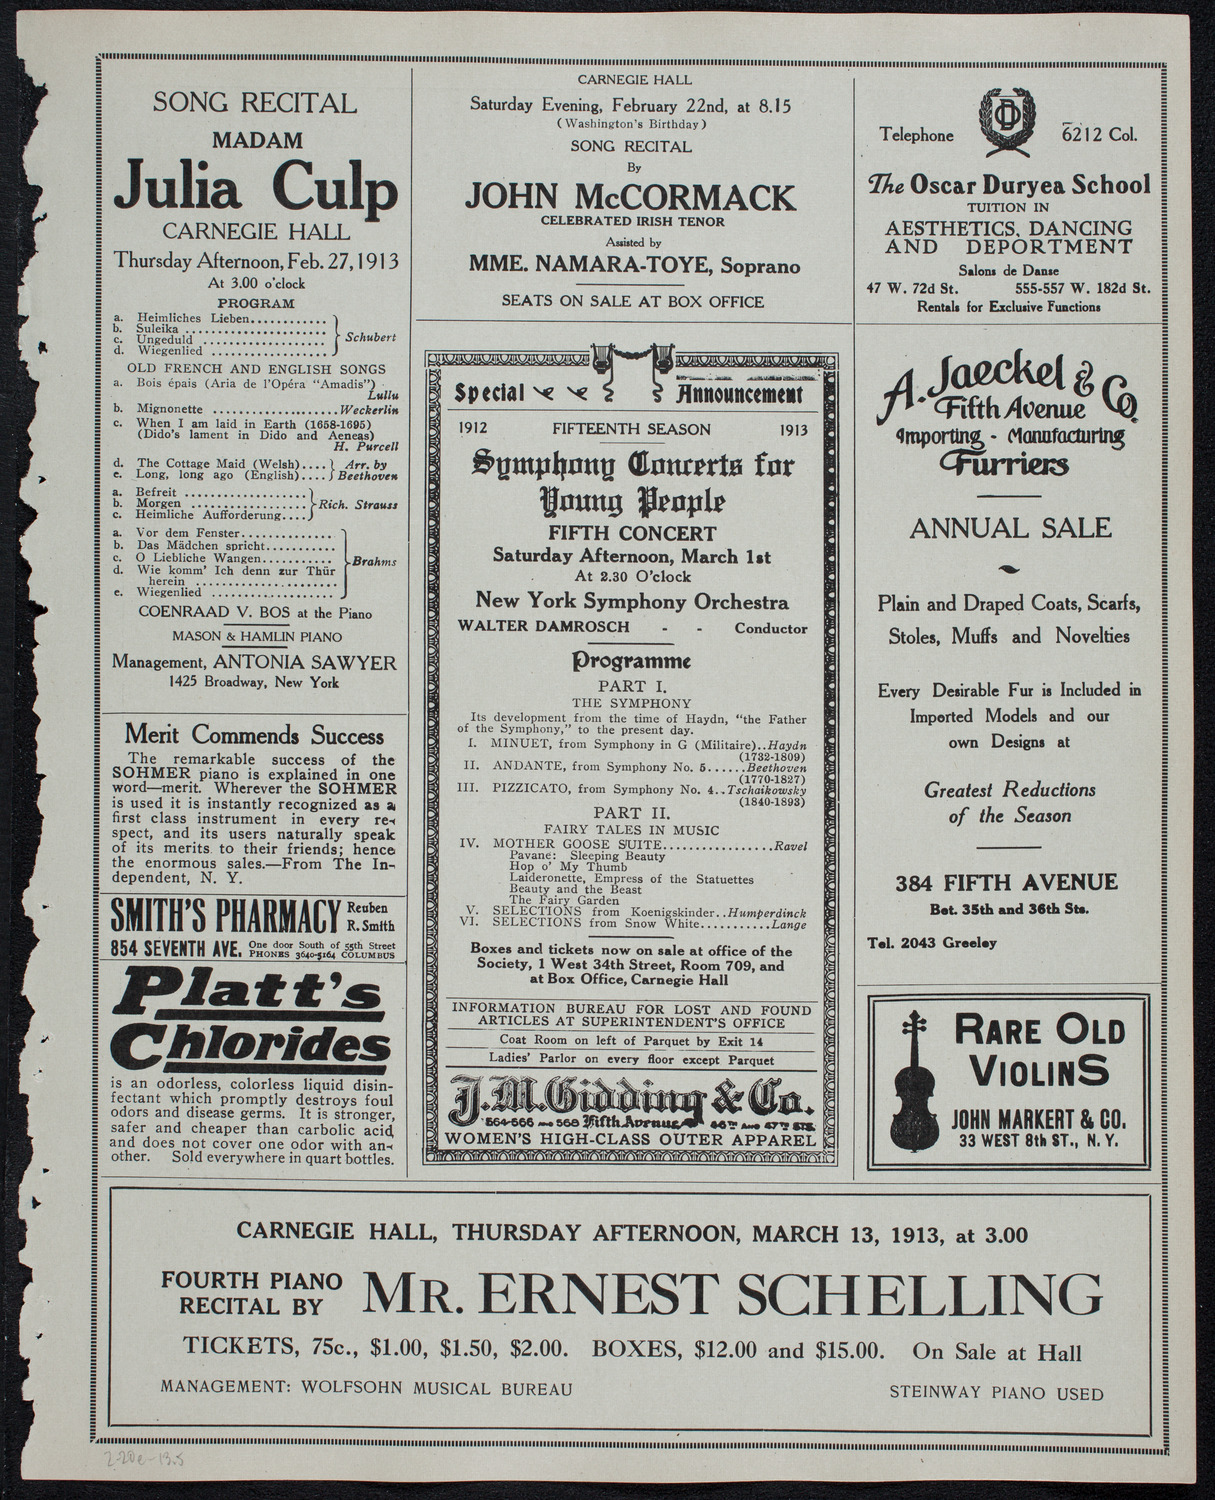 SONG RECITAL
MADAM
Julia Culp
CARNEGIE HALL
Thursday Afternoon, Feb. 27, 1913
At 3.00 o'clock
PROGRAM
a. Heimliches Lieben............
b. Suleika .......................
c. Ungeduld ...................
d. Wiegenlied .................
Schubert
OLD FRENCH AND ENGLISH SONGS
a. Bois épais (Aria de l'Opéra "Amadis")
Lullu
b. Mignonette ...................Weckerlin
c. When I am laid in Earth (1658-1695)
(Dido's lament in Dido and Aeneas)
H. Purcell
d. The Cottage Maid (Welsh)....
e. Long, long ago (English)....
Arr. by
Beethoven
a. Befreit ..................
b. Morgen .................
c. Heimliche Aufforderung....
Rich. Strauss
a. Vor dem Fenster..............
b. Das Mädchen spricht..........
c. O Liebliche Wangen...........
d. Wie komm' Ich denn zur Thür
herein .....................
e. Wiegenlied ..................
Brahms
COENRAAD V. BOS at the Piano
MASON & HAMLIN PIANO
Management, ANTONIA SAWYER
1425 Broadway, New York
Merit Commends Success
The remarkable success of the
SOHMER piano is explained in one
word—merit. Wherever the SOHMER
is used it is instantly recognized as a
first class instrument in every re-
spect, and its users naturally speak
of its merits to their friends; hence
the enormous sales.—From The In-
dependent, N. Y.
SMITH'S PHARMACY Reuben
R. Smith
854 SEVENTH AVE. One door South of 55th Street
PHONES 3640-5164 COLUMBUS
Platt's
Chlorides
is an odorless, colorless liquid disin-
fectant which promptly destroys foul
odors and disease germs. It is stronger,
safer and cheaper than carbolic acid
and does not cover one odor with an-
other. Sold everywhere in quart bottles.
CARNEGIE HALL
Saturday Evening, February 22nd, at 8.15
(Washington's Birthday)
SONG RECITAL
By
JOHN McCORMACK
CELEBRATED IRISH TENOR
Assisted by
MME. NAMARA-TOYE, Soprano
SEATS ON SALE AT BOX OFFICE
Special Announcement
1912 FIFTEENTH SEASON 1913
Symphony Concerts for
Young People
FIFTH CONCERT
Saturday Afternoon, March 1st
At 2.30 O'clock
New York Symphony Orchestra
WALTER DAMROSCH - - Conductor
Programme
PART I.
THE SYMPHONY
Its development from the time of Haydn, "the Father
of the Symphony," to the present day.
I. MINUET, from Symphony in G (Militaire)..Haydn
(1732-1809)
II. ANDANTE, from Symphony No. 5......Beethoven
(1770-1827)
III. PIZZICATO, from Symphony No. 4..Tschaikowsky
(1840-1893)
PART II.
FAIRY TALES IN MUSIC
IV. MOTHER GOOSE SUITE................Ravel
Pavane: Sleeping Beauty
Hop o' My Thumb
Laideronette, Empress of the Statuettes
Beauty and the Beast
The Fairy Garden
V. SELECTIONS from Koenigskinder..Humperdinck
VI. SELECTIONS from Snow White..........Lange
Boxes and tickets now on sale at office of the
Society, 1 West 34th Street, Room 709, and
at Box Office, Carnegie Hall
INFORMATION BUREAU FOR LOST AND FOUND
ARTICLES AT SUPERINTENDENT'S OFFICE
Coat Room on left of Parquet by Exit 14
Ladies' Parlor on every floor except Parquet
J.M. Gidding & Co.
564-566 AND 568 Fifth Avenue 46TH AND 47TH STS.
WOMEN'S HIGH-CLASS OUTER APPAREL
Telephone 6212 Col.
OD
The Oscar Duryea School
TUITION IN
AESTHETICS, DANCING
AND DEPORTMENT
Salons de Danse
47 W. 72d St. 555-557 W. 182d St.
Rentals for Exclusive Functions
A. Jaeckel & Co
Fifth Avenue
Importing - Manufacturing
Furriers
ANNUAL SALE
Plain and Draped Coats, Scarfs,
Stoles, Muffs and Novelties
Every Desirable Fur is Included in
Imported Models and our
own Designs at
Greatest Reductions
of the Season
384 FIFTH AVENUE
Bet. 35th and 36th Sts.
Tel. 2043 Greeley
RARE OLD
VIOLINS
JOHN MARKERT & CO.
33 WEST 8th ST., N. Y.
CARNEGIE HALL, THURSDAY AFTERNOON, MARCH 13, 1913, at 3.00
FOURTH PIANO
RECITAL BY MR. ERNEST SCHELLING
TICKETS, 75c., $1.00, $1.50, $2.00. BOXES, $12.00 and $15.00. On Sale at Hall
MANAGEMENT: WOLFSOHN MUSICAL BUREAU STEINWAY PIANO USED